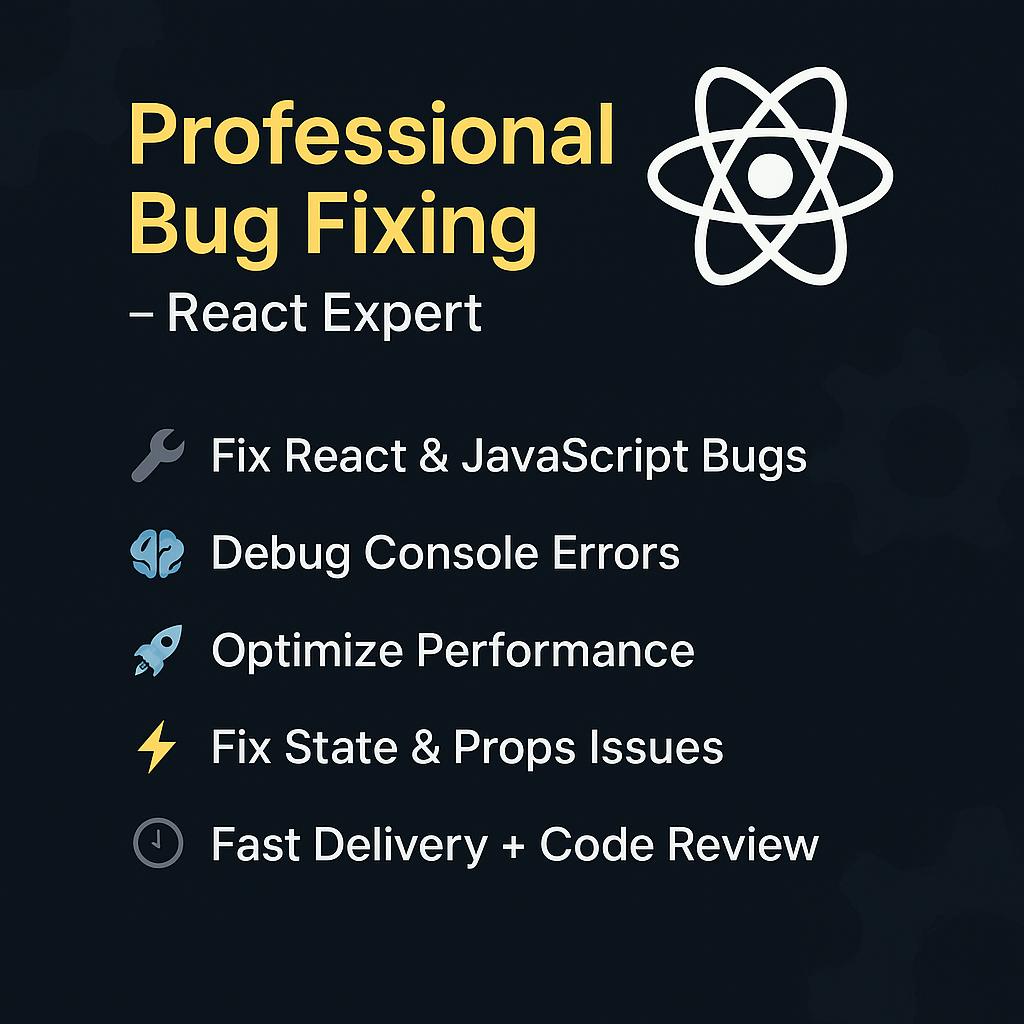 Professional
Bug Fixing
– React Expert
Fix React & JavaScript Bugs
Debug Console Errors
Optimize Performance
Fix State & Props Issues
Fast Delivery + Code Review